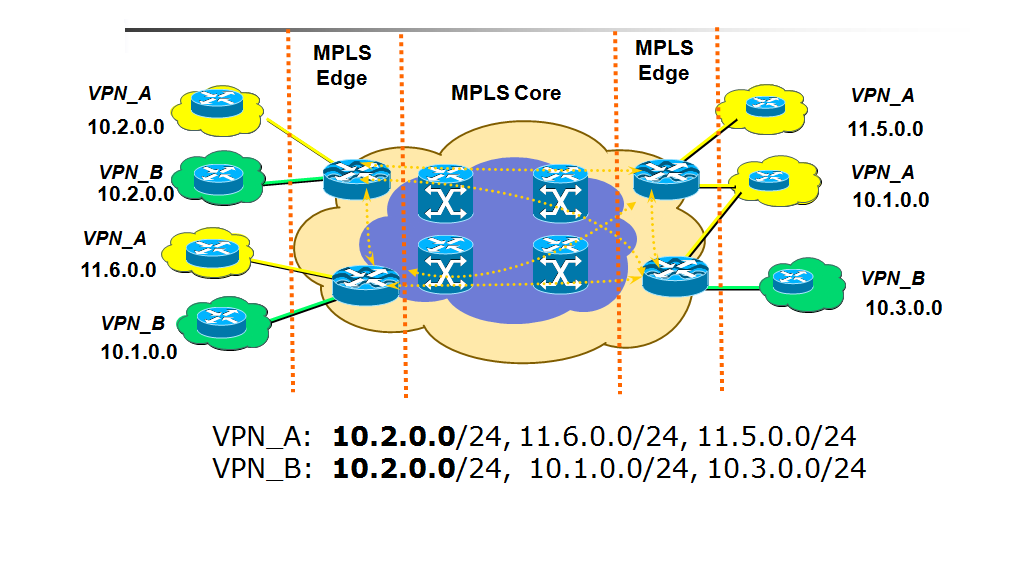 MPLS
Edge
MPLS
Edge
MPLS Core
VPN_A
10.2.0.0
VPN_B
10.2.0.0
VPN_A
11.6.0.0
VPN_B
10.1.0.0
VPN_A
11.5.0.0
VPN_A
10.1.0.0
VPN_B
10.3.0.0
VPN_A: 10.2.0.0/24, 11.6.0.0/24, 11.5.0.0/24
VPN_B: 10.2.0.0/24, 10.1.0.0/24, 10.3.0.0/24